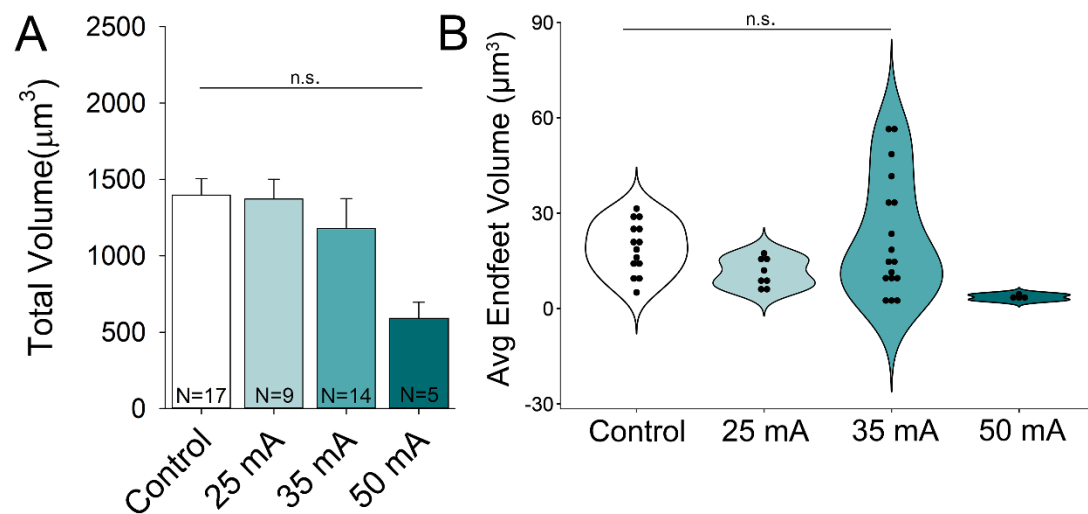 A
Total Volume(μm³)
2500
2000
1500
1000
500
0
n.s.
N=17
N=9
N=14
N=5
Control
25 mA
35 mA
50 mA
B
Avg Endfeet Volume (μm³)
90
60
30
0
-30
n.s.
Control
25 mA
35 mA
50 mA